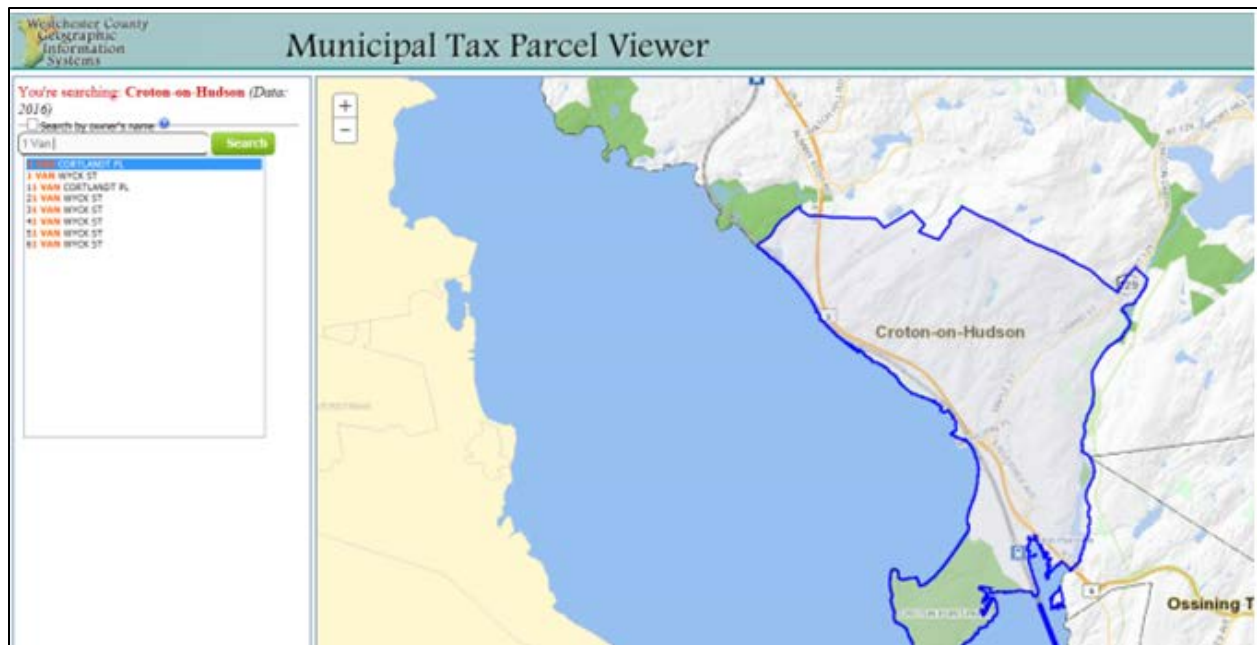 Westchester County
Geographic
Information
Systems
Municipal Tax Parcel Viewer
You're searching: Croton-on-Hudson (Data:
2016)
Search by owner's name
1 Van
Search
1 VAN CORTLANDT PL
1 VAN WYCK ST
11 VAN CORTLANDT PL
21 VAN WYCK ST
31 VAN WYCK ST
41 VAN WYCK ST
51 VAN WYCK ST
61 VAN WYCK ST
+
−
Croton-on-Hudson
Ossining T